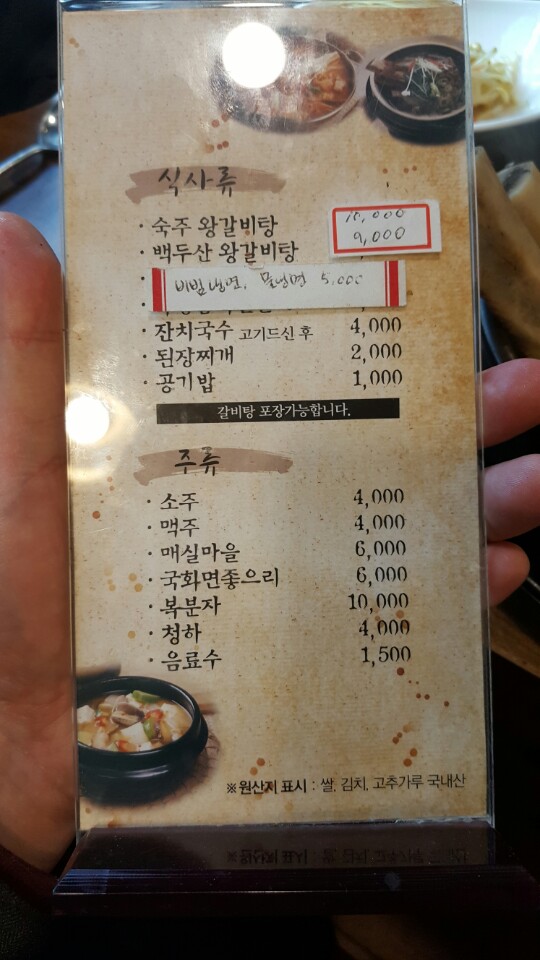 식사류
· 숙주 왕갈비탕 10,000
· 백두산 왕갈비탕 9,000
비빔냉면, 물냉면 5,000
· 잔치국수 고기드신 후 4,000
· 된장찌개 2,000
· 공기밥 1,000
갈비탕 포장가능합니다.
주류
· 소주 4,000
· 맥주 4,000
· 매실마을 6,000
· 국화면좋으리 6,000
· 복분자 10,000
· 청하 4,000
· 음료수 1,500
※원산지 표시 : 쌀, 김치, 고추가루 국내산